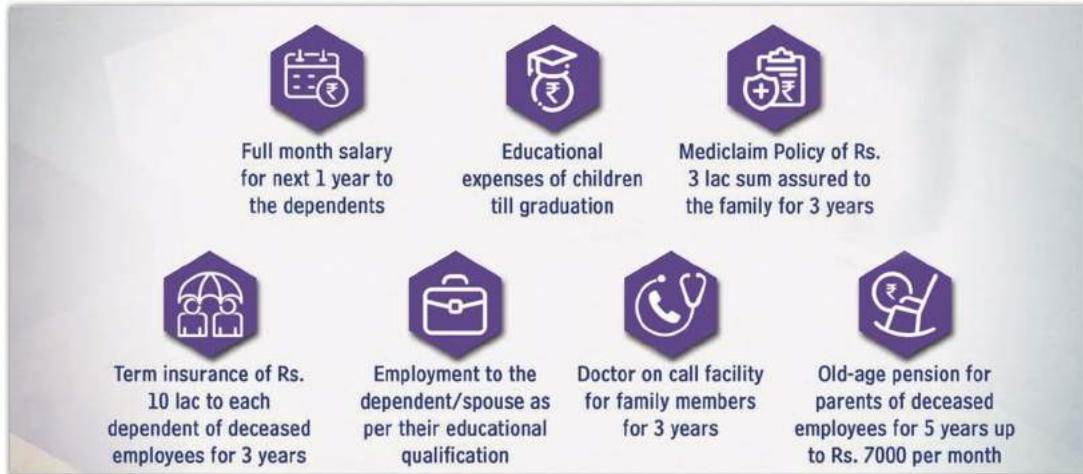 Full month salary
for next 1 year to
the dependents
Educational
expenses of children
till graduation
Mediclaim Policy of Rs.
3 lac sum assured to
the family for 3 years
Term insurance of Rs.
10 lac to each
dependent of deceased
employees for 3 years
Employment to the
dependent/spouse as
per their educational
qualification
Doctor on call facility
for family members
for 3 years
Old-age pension for
parents of deceased
employees for 5 years up
to Rs. 7000 per month